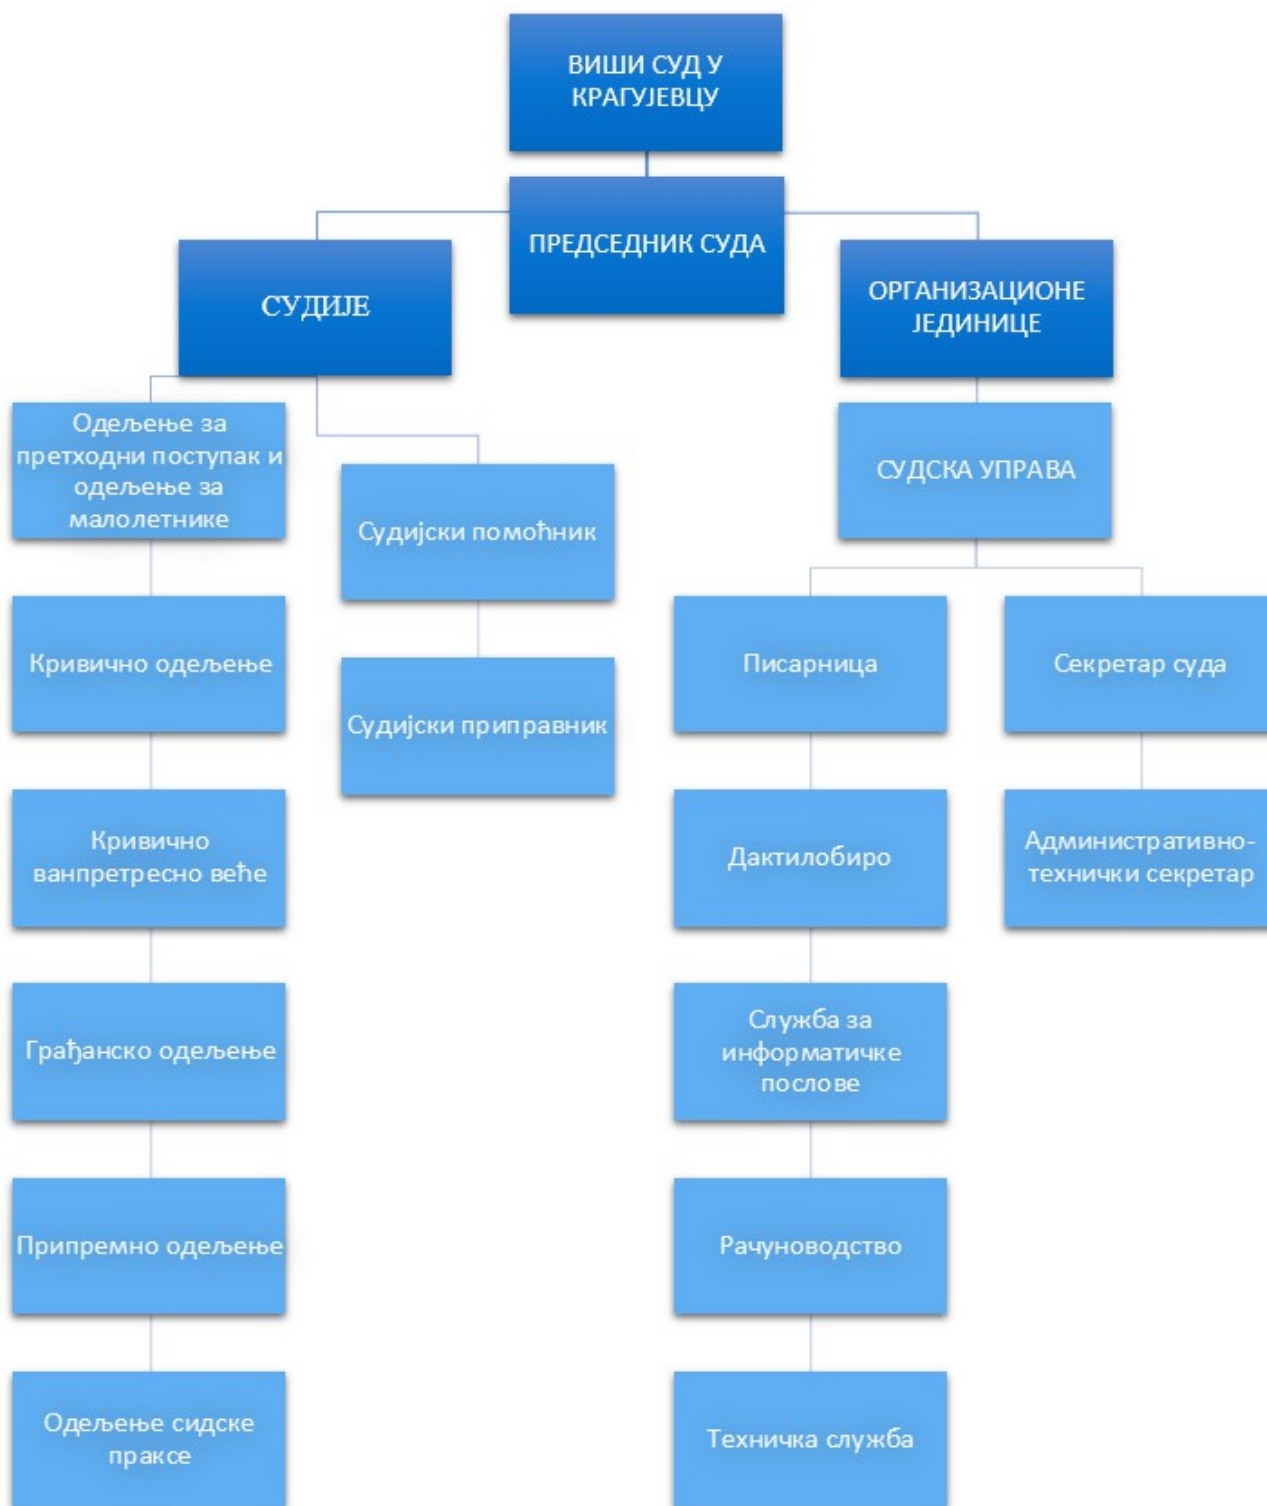 ВИШИ СУД У
КРАГУЈЕВЦУ
ПРЕДСЕДНИК СУДА
СУДИЈЕ
ОРГАНИЗАЦИОНЕ
ЈЕДИНИЦЕ
Одељење за
претходни поступак и
одељење за
малолетнике
Кривично одељење
Кривично
ванпретресно веће
Грађанско одељење
Припремно одељење
Одељење сидске
праксе
Судијски помоћник
Судијски приправник
СУДСКА УПРАВА
Писарница
Дактилобиро
Служба за
информатичке
послове
Рачуноводство
Техничка служба
Секретар суда
Административно-
технички секретар